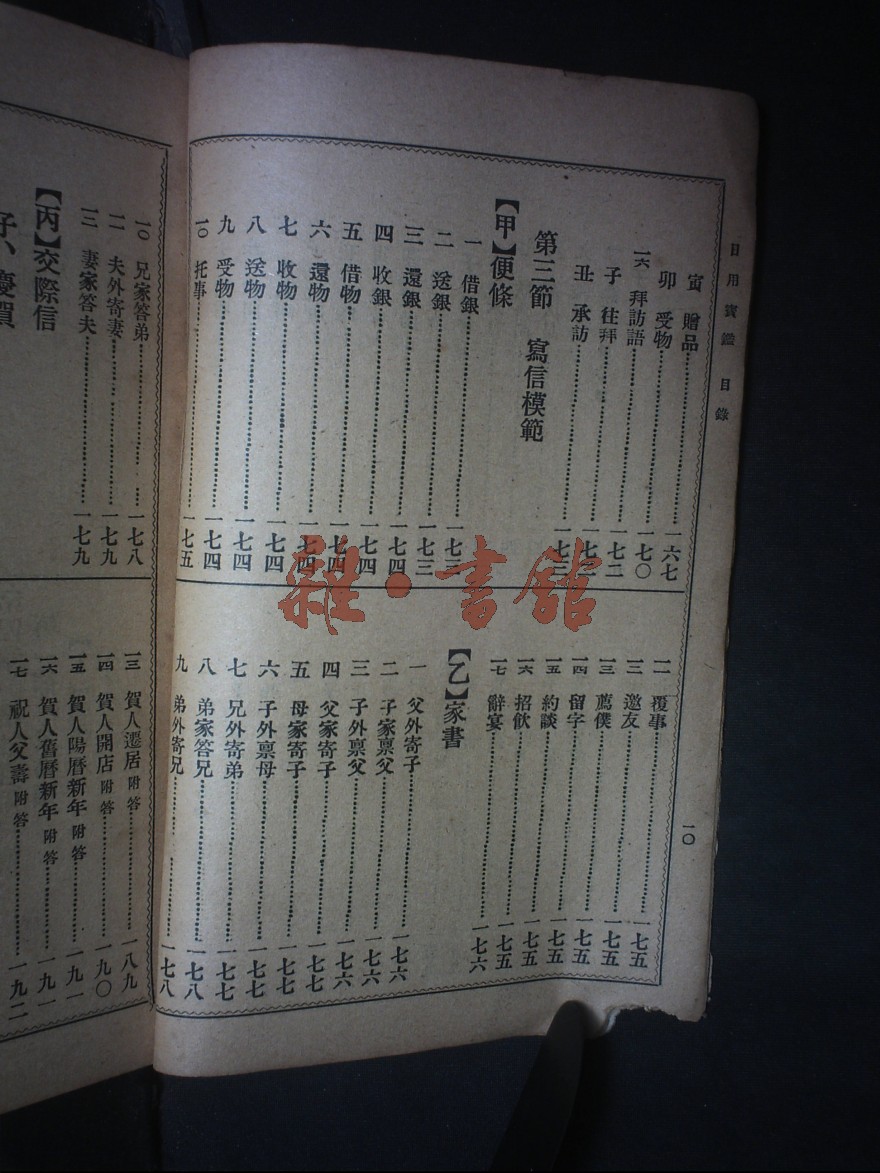 日用寶鑑 目錄
一〇
寅 贈品……一六七
卯 受物……一七〇
一六 拜訪語……一七〇
子 往拜……一七二
丑 承訪……一七三
第三節 寫信模範
【甲】便條
一 借銀……一七三
二 送銀……一七三
三 還銀……一七四
四 收銀……一七四
五 借物……一七四
六 還物……一七四
七 收物……一七四
八 送物……一七四
九 受物……一七四
一〇 托事……一七五
一一 覆事……一七五
一二 邀友……一七五
一三 薦僕……一七五
一四 留字……一七五
一五 約談……一七五
一六 招飲……一七五
一七 辭宴……一七六
【乙】家書
一 父外寄子……一七六
二 子家禀父……一七六
三 子外禀父……一七六
四 父家寄子……一七七
五 母家寄子……一七七
六 子外禀母……一七七
七 兄外寄弟……一七七
八 弟家答兄……一七八
九 弟外寄兄……一七八
一〇 兄家答弟……一七八
一一 夫外寄妻……一七九
一三 妻家答夫……一七九
【丙】交際信
子、慶賀
一三 賀人遷居 附答……一八九
一四 賀人開店 附答……一九〇
一五 賀人陽曆新年 附答……一九一
一六 賀人舊曆新年 附答……一九一
一七 祝人父壽 附答……一九二
雜·書館